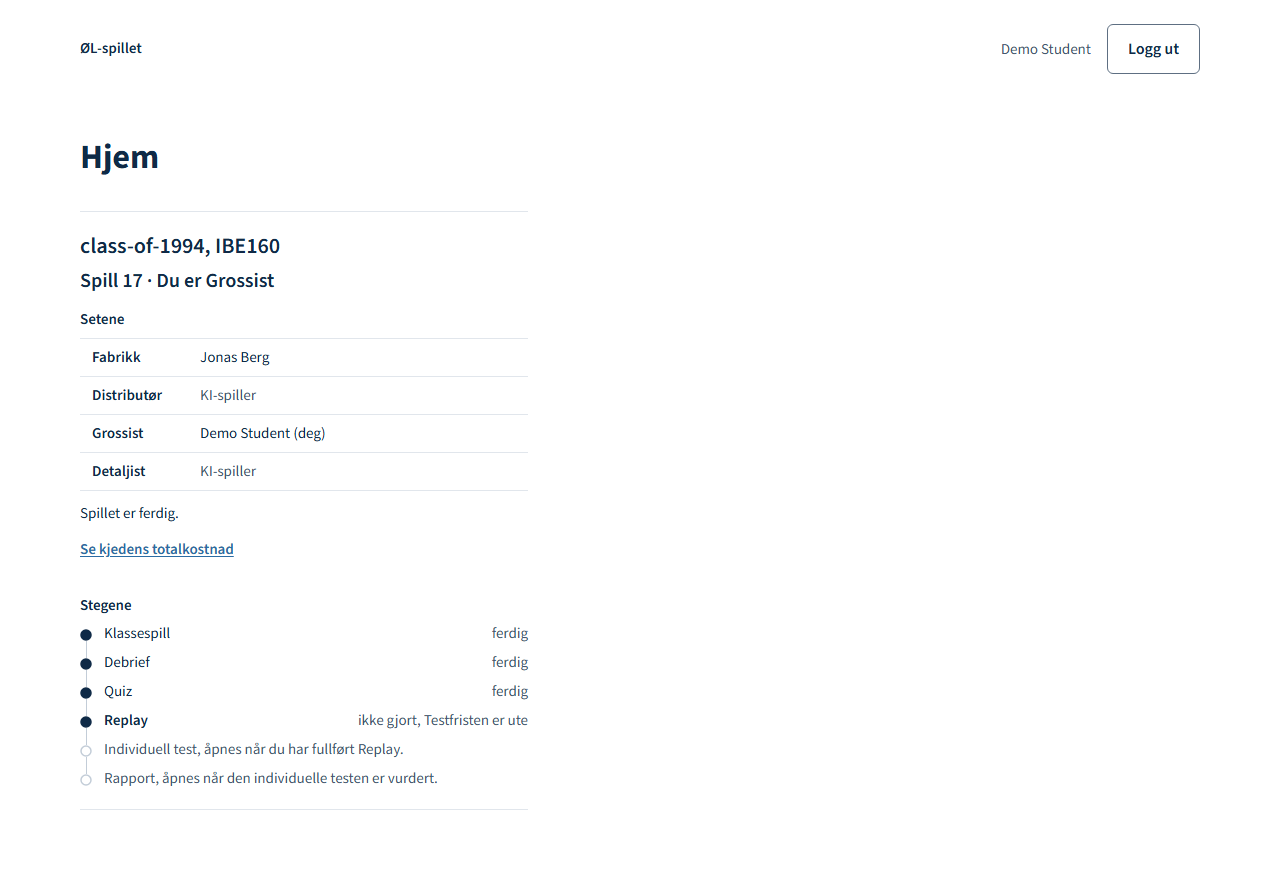 ØL-spillet
Demo Student
Logg ut
Hjem
class-of-1994, IBE160
Spill 17 · Du er Grossist
Setene
Fabrikk Jonas Berg
Distributør KI-spiller
Grossist Demo Student (deg)
Detaljist KI-spiller
Spillet er ferdig.
Se kjedens totalkostnad
Stegene
Klassespill ferdig
Debrief ferdig
Quiz ferdig
Replay ikke gjort, Testfristen er ute
Individuell test, åpnes når du har fullført Replay.
Rapport, åpnes når den individuelle testen er vurdert.